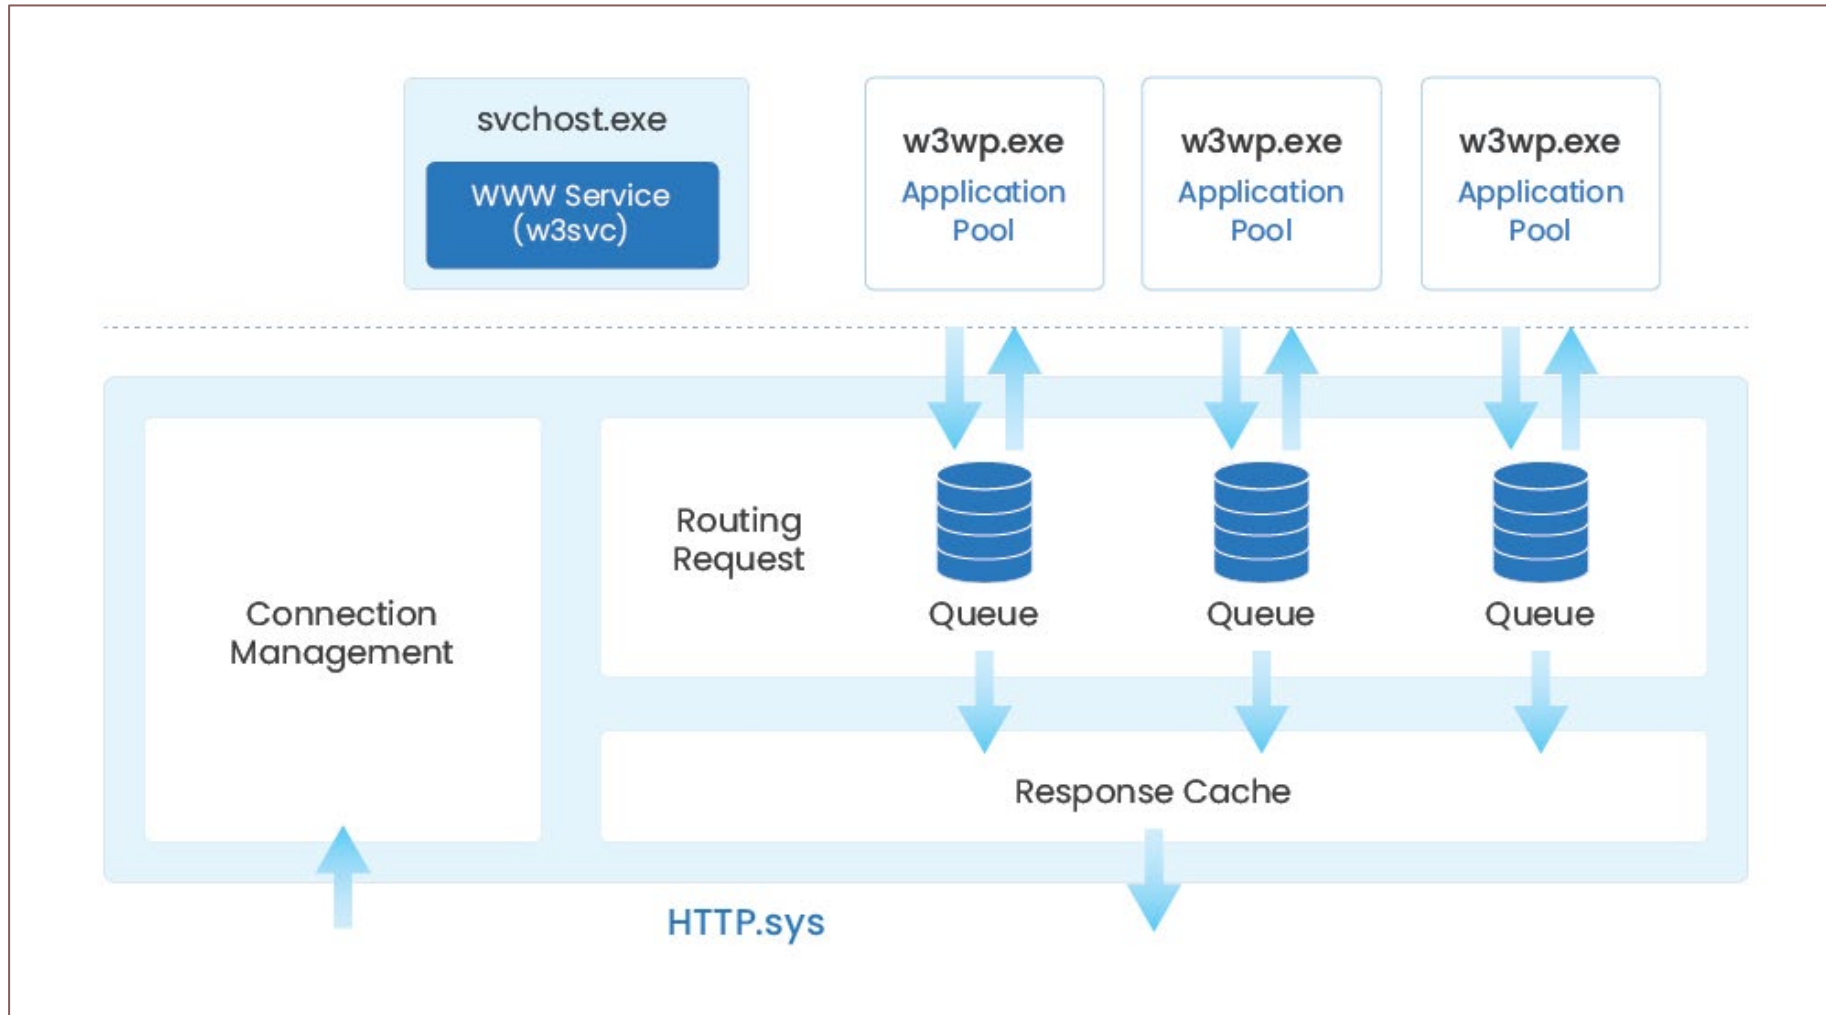 svchost.exe
WWW Service
(w3svc)
w3wp.exe
Application
Pool
w3wp.exe
Application
Pool
w3wp.exe
Application
Pool
Connection
Management
Routing
Request
Queue
Queue
Queue
Response Cache
HTTP.sys